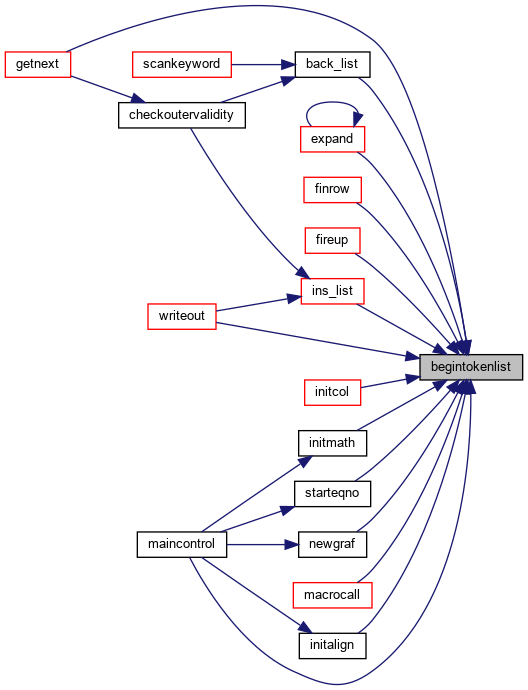 getnext
scankeyword
back_list
checkoutervalidity
expand
finrow
fireup
ins_list
writeout
begintokenlist
initcol
initmath
starteqno
maincontrol
newgraf
macrocall
initalign